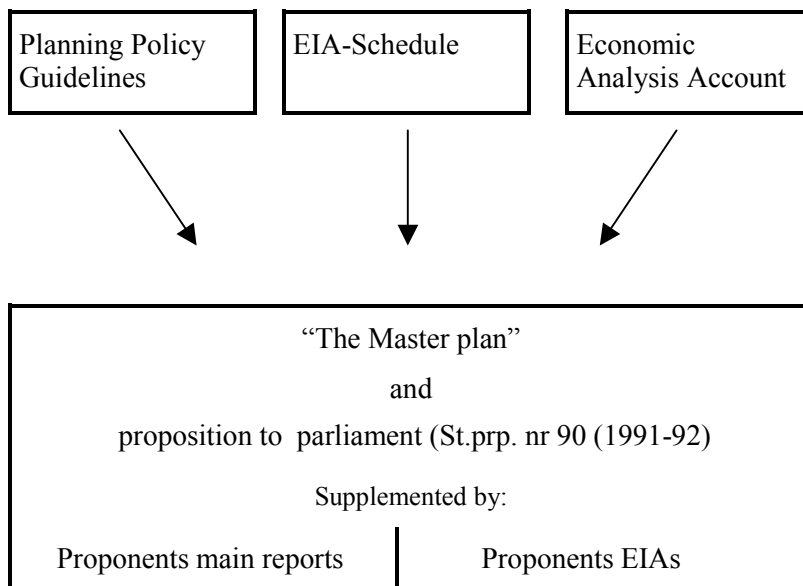 Planning Policy
Guidelines
EIA-Schedule
Economic
Analysis Account
“The Master plan”
and
proposition to parliament (St.prp. nr 90 (1991-92)
Supplemented by:
Proponents main reports
Proponents EIAs